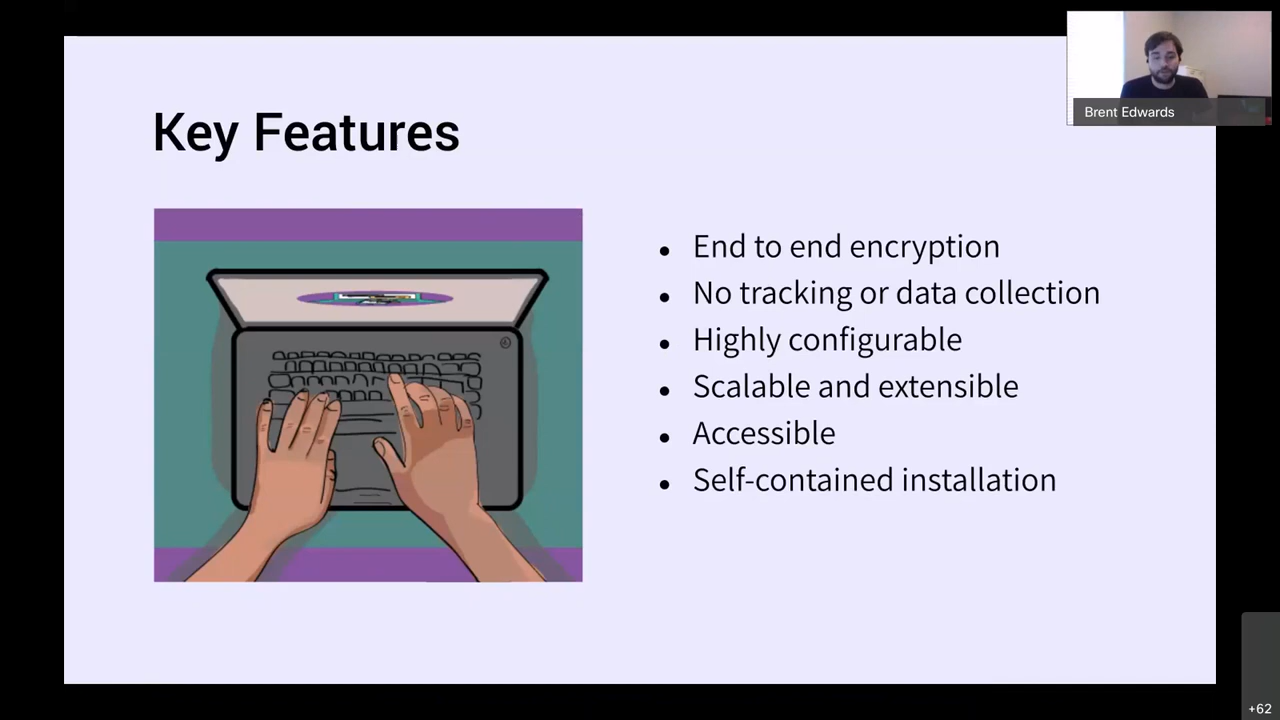 Key Features
End to end encryption
No tracking or data collection
Highly configurable
Scalable and extensible
Accessible
Self-contained installation
Brent Edwards
+62